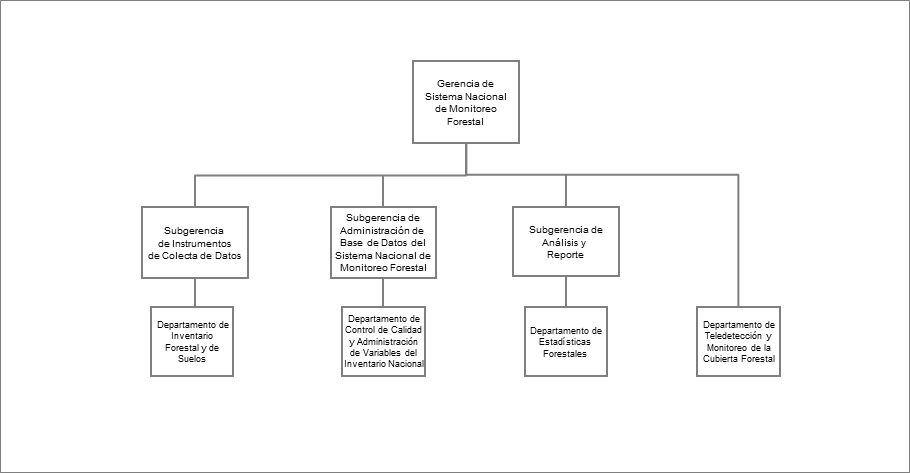 Gerencia de
Sistema Nacional
de Monitoreo
Forestal
Subgerencia
de Instrumentos
de Colecta de Datos
Subgerencia de
Administración de
Base de Datos del
Sistema Nacional de
Monitoreo Forestal
Subgerencia de
Análisis y
Reporte
Departamento de
Inventario
Forestal y de
Suelos
Departamento de
Control de Calidad
y Administración
de Variables del
Inventario Nacional
Departamento de
Estadísticas
Forestales
Departamento de
Teledetección y
Monitoreo de la
Cubierta Forestal